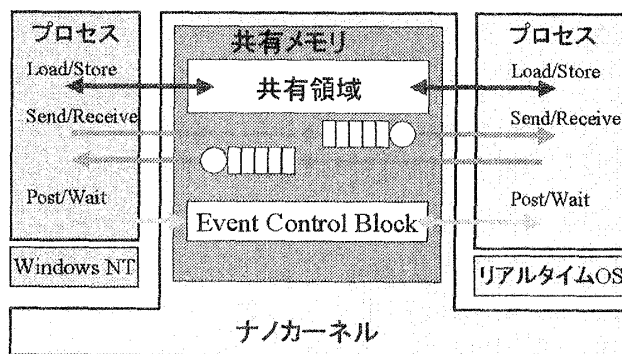 プロセス
Load/Store
Send/Receive
Post/Wait
Windows NT
共有メモリ
共有領域
Event Control Block
プロセス
Load/Store
Send/Receive
Post/Wait
リアルタイムOS
ナノカーネル